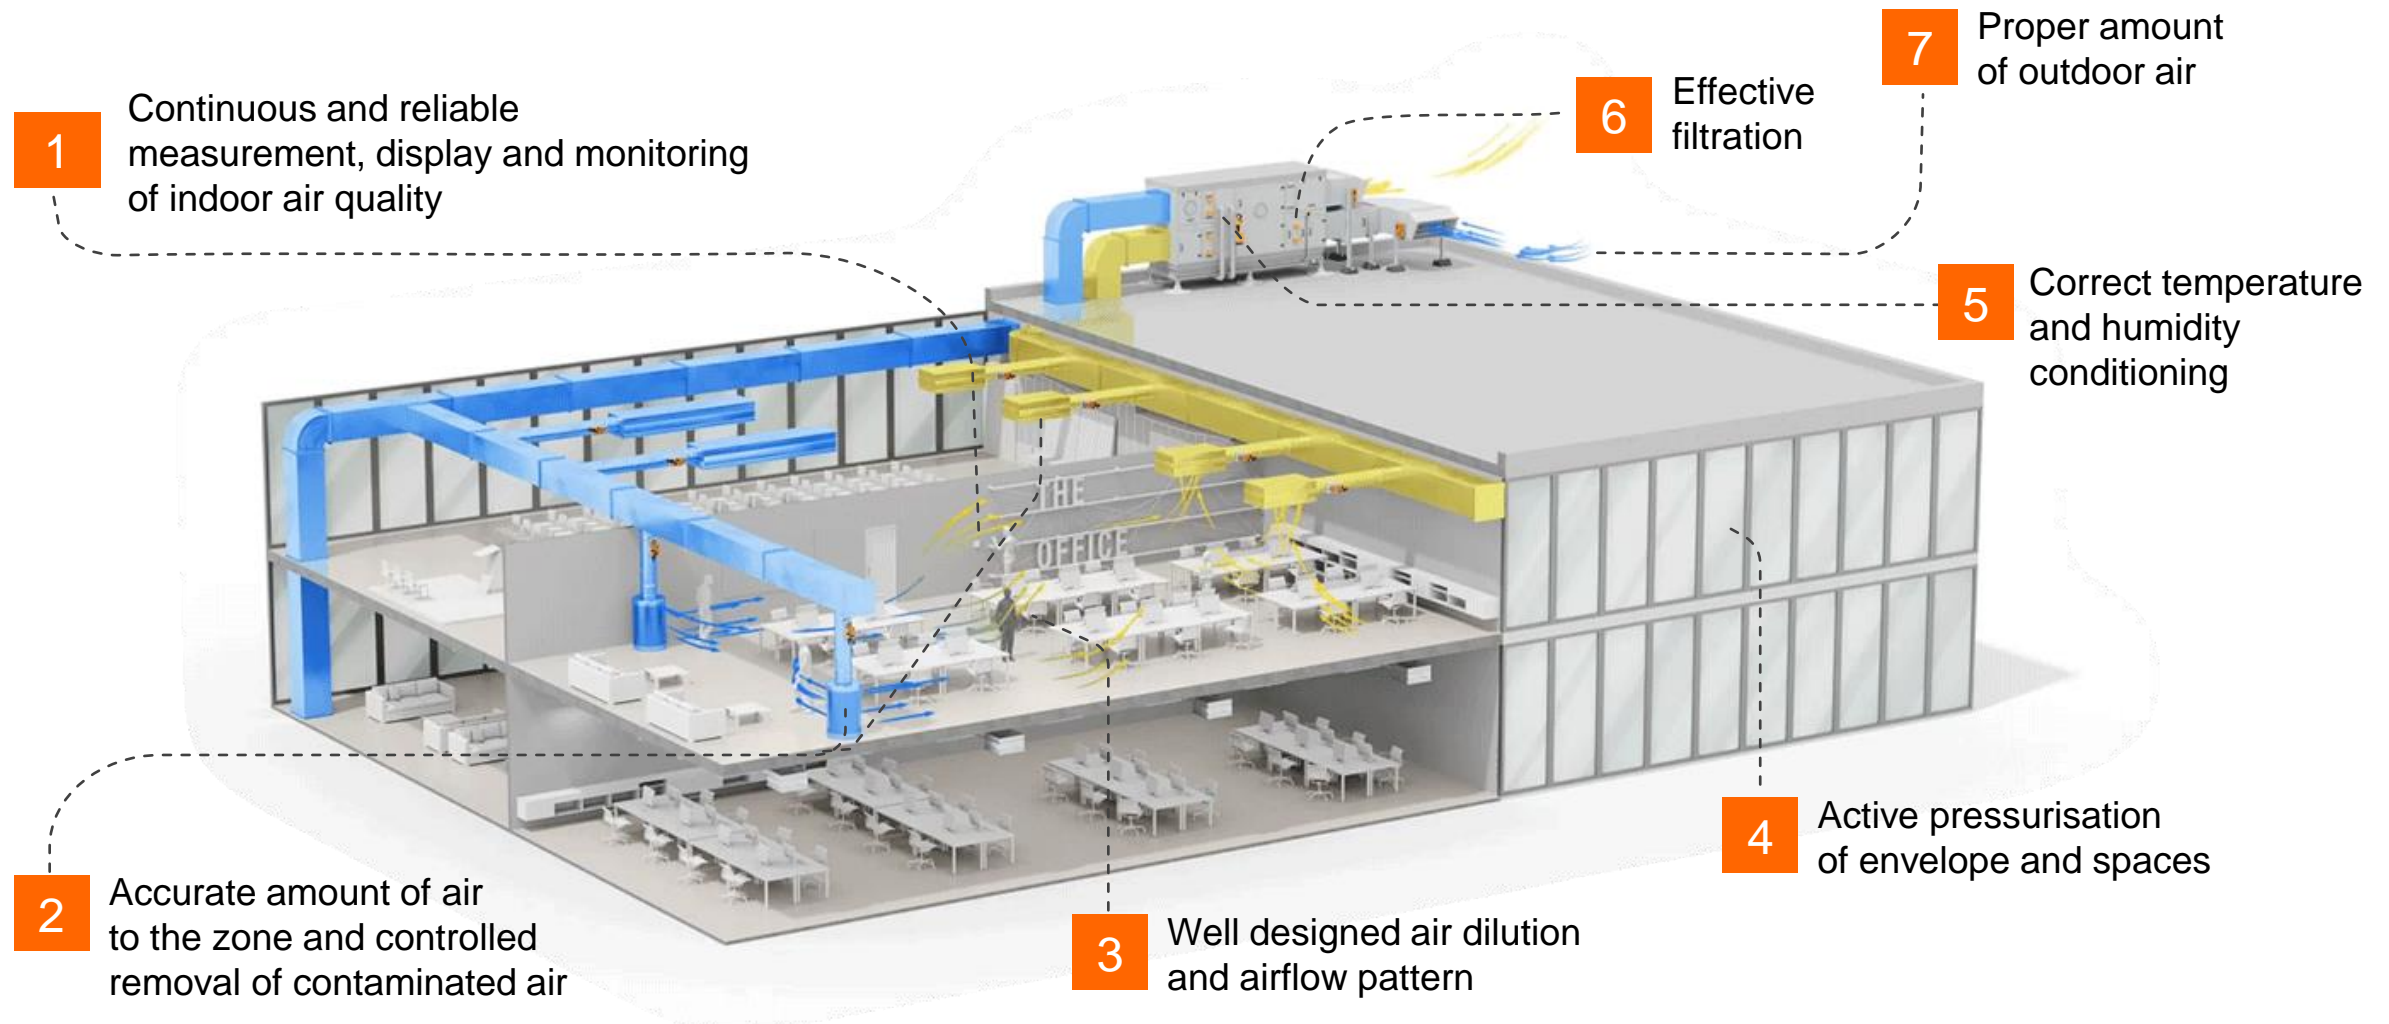 1
Continuous and reliable
measurement, display and monitoring
of indoor air quality
6
Effective
filtration
7
Proper amount
of outdoor air
5
Correct temperature
and humidity
conditioning
THE
OFFICE
4
Active pressurisation
of envelope and spaces
2
Accurate amount of air
to the zone and controlled
removal of contaminated air
3
Well designed air dilution
and airflow pattern